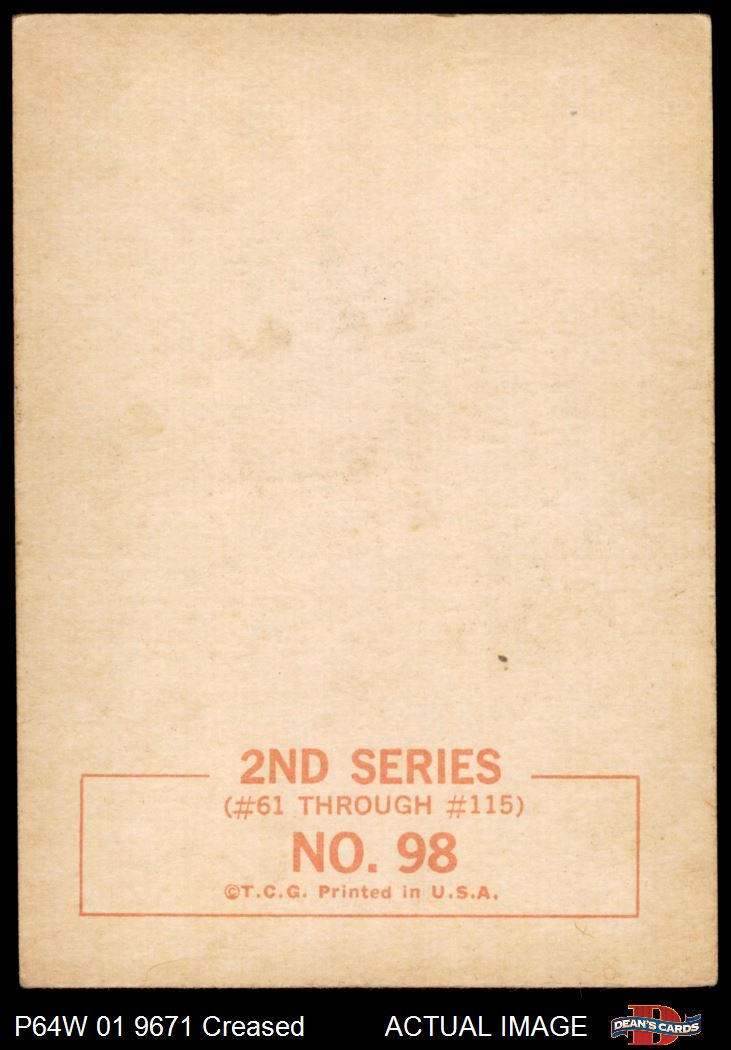 2ND SERIES
(#61 THROUGH #115)
NO. 98
©T.C.G. Printed in U.S.A.
P64W 01 9671 Creased ACTUAL IMAGE
D
DEAN'S CARDS